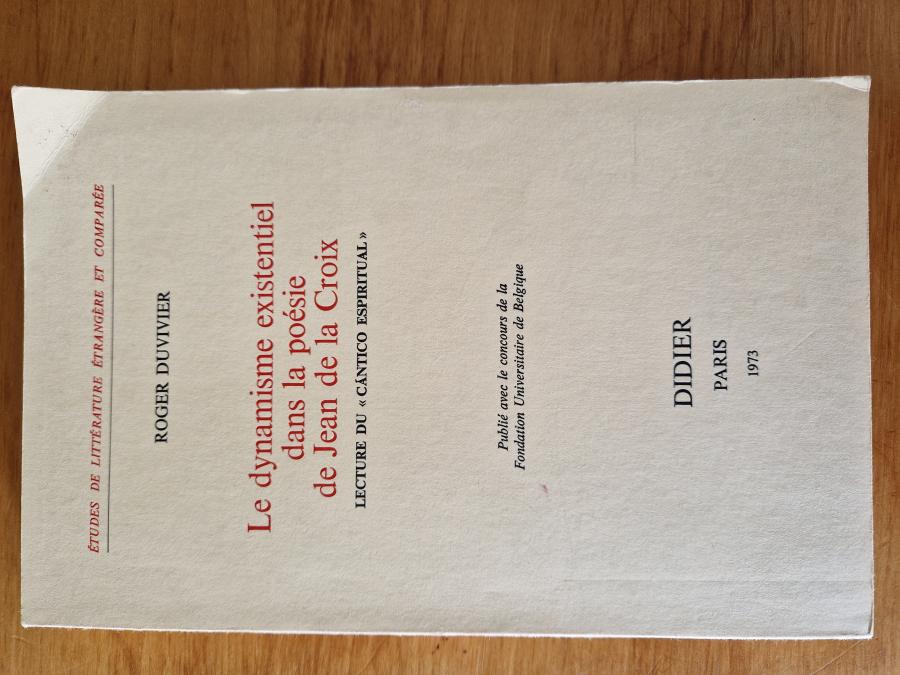 ÉTUDES DE LITTÉRATURE ÉTRANGÈRE ET COMPARÉE
ROGER DUVIVIER
Le dynamisme existentiel
dans la poésie
de Jean de la Croix
LECTURE DU « CÁNTICO ESPIRITUAL »
Publié avec le concours de la
Fondation Universitaire de Belgique
DIDIER
PARIS
1973